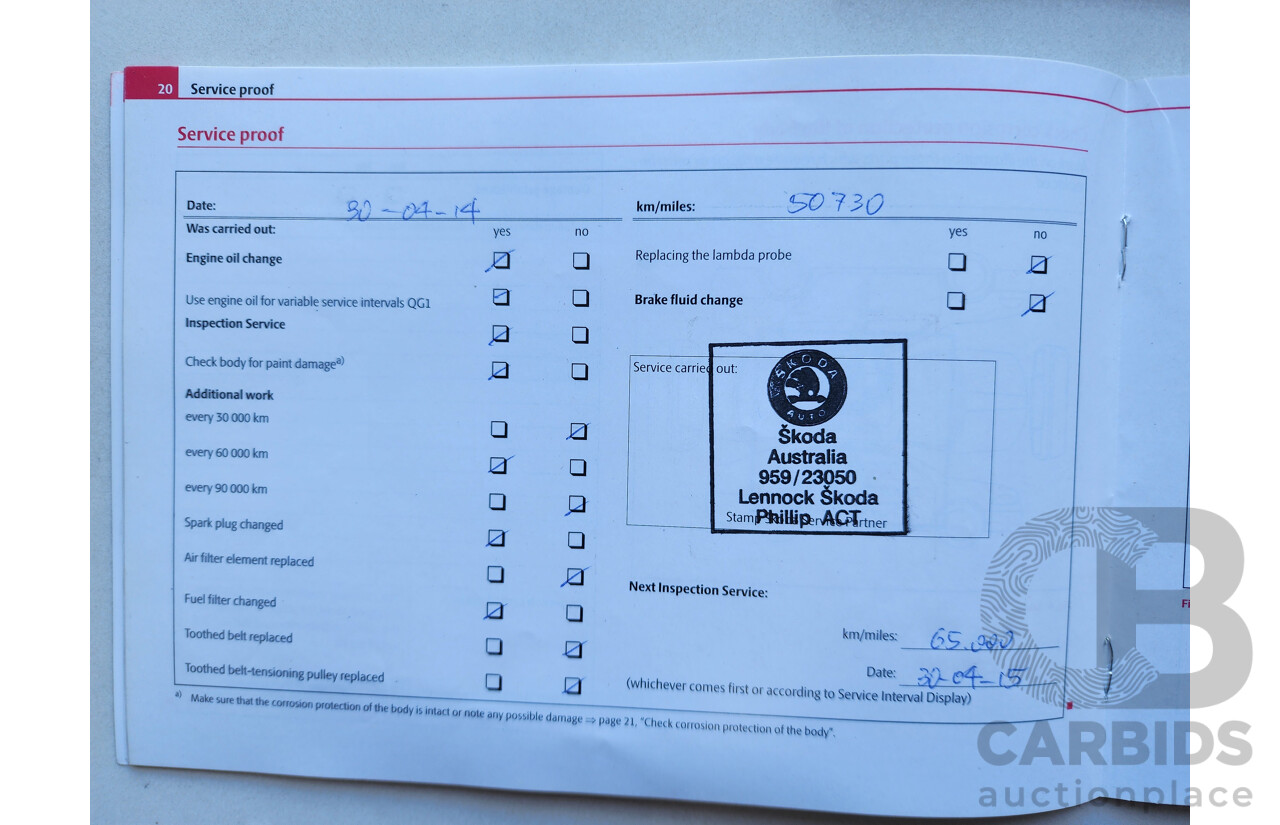 20 Service proof
Service proof
Date: 30-04-14
km/miles: 50730
Was carried out: yes no
yes no
Engine oil change
Replacing the lambda probe
Use engine oil for variable service intervals QG1
Brake fluid change
Inspection Service
Check body for paint damage a)
Additional work
every 30 000 km
every 60 000 km
every 90 000 km
Spark plug changed
Air filter element replaced
Fuel filter changed
Toothed belt replaced
Toothed belt-tensioning pulley replaced
Service carried out:
ŠKODA
AUTO
Škoda
Australia
959/23050
Lennock Škoda
Phillip ACT
Stamp Service Partner
Next Inspection Service:
km/miles: 65.000
Date: 30-04-15
(whichever comes first or according to Service Interval Display)
a) Make sure that the corrosion protection of the body is intact or note any possible damage ⇒ page 21, "Check corrosion protection of the body".
CB
CARBIDS
auctionplace